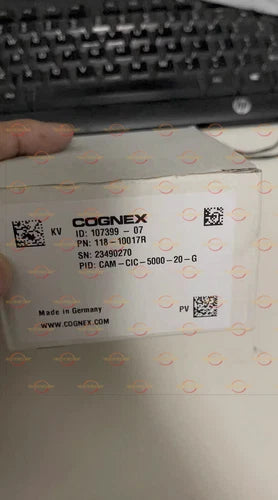 COGNEX
KV
ID: 107399 - 07
PN: 118-10017R
SN: 23490270
PID: CAM-CIC-5000-20-G
Made in Germany
WWW.COGNEX.COM
PV